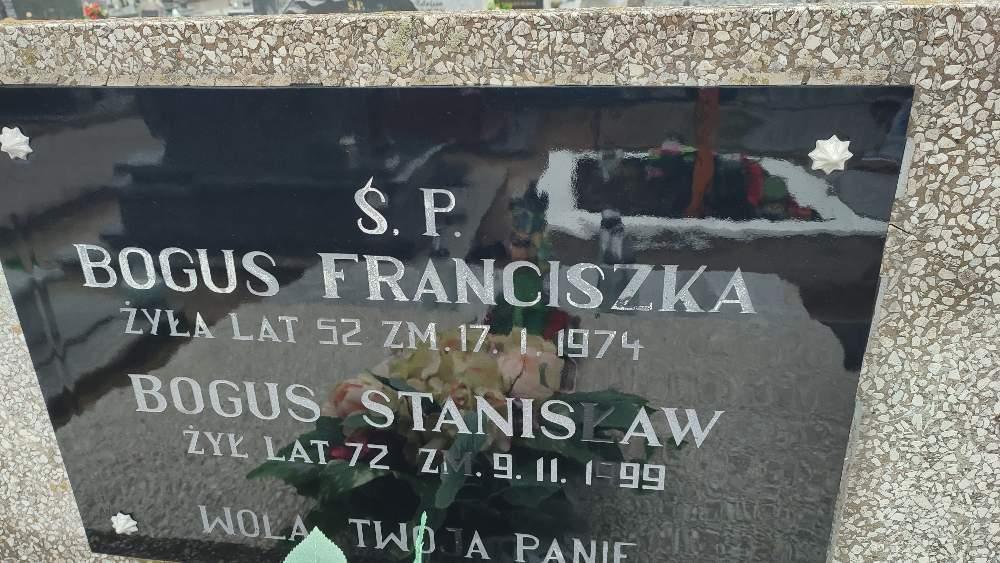 Ś. P.
BOGUS FRANCISZKA
ŻYŁA LAT 52 ZM. 17. 1. 1974
BOGUS STANISŁAW
ŻYŁ LAT 72 ZM. 9. 11. 1999
WOLA TWOJA PANIE